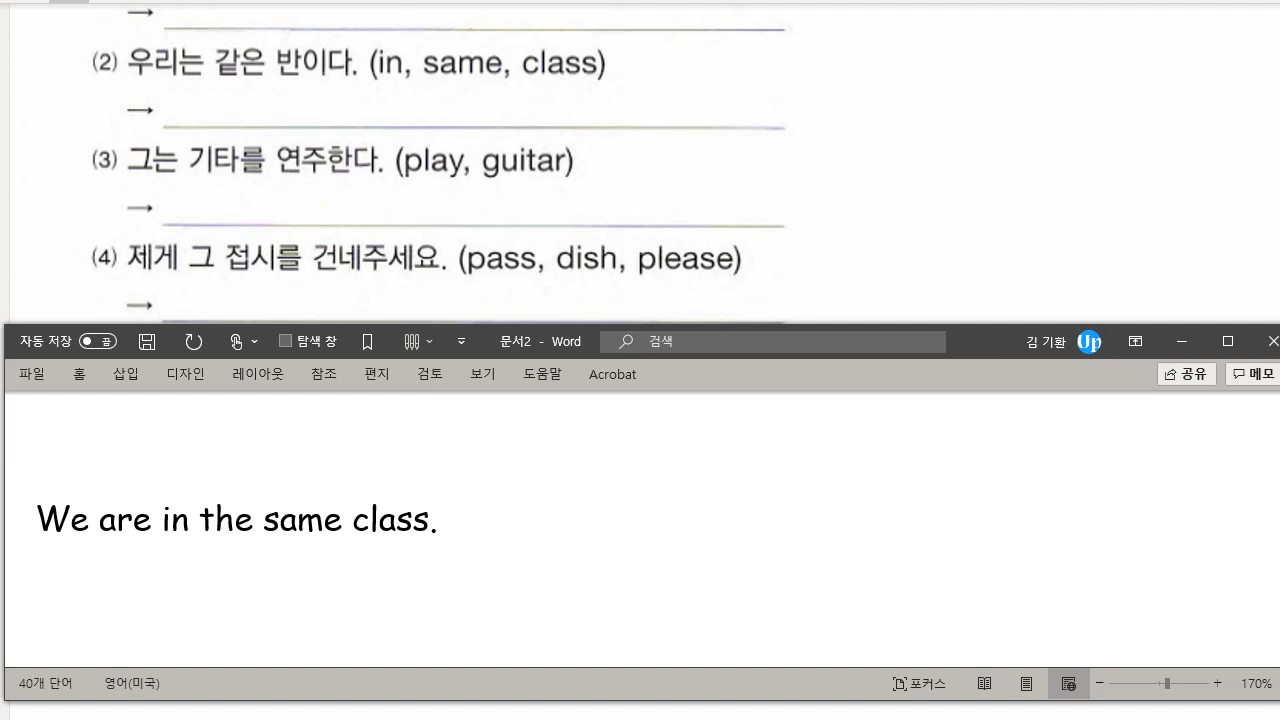 →
(2) 우리는 같은 반이다. (in, same, class)
→
(3) 그는 기타를 연주한다. (play, guitar)
→
(4) 제게 그 접시를 건네주세요. (pass, dish, please)
→
자동 저장 끔 탐색 창 문서2 - Word 검색 김 기환 Up
파일 홈 삽입 디자인 레이아웃 참조 편지 검토 보기 도움말 Acrobat 공유 메모
We are in the same class.
40개 단어 영어(미국) 포커스 − + 170%